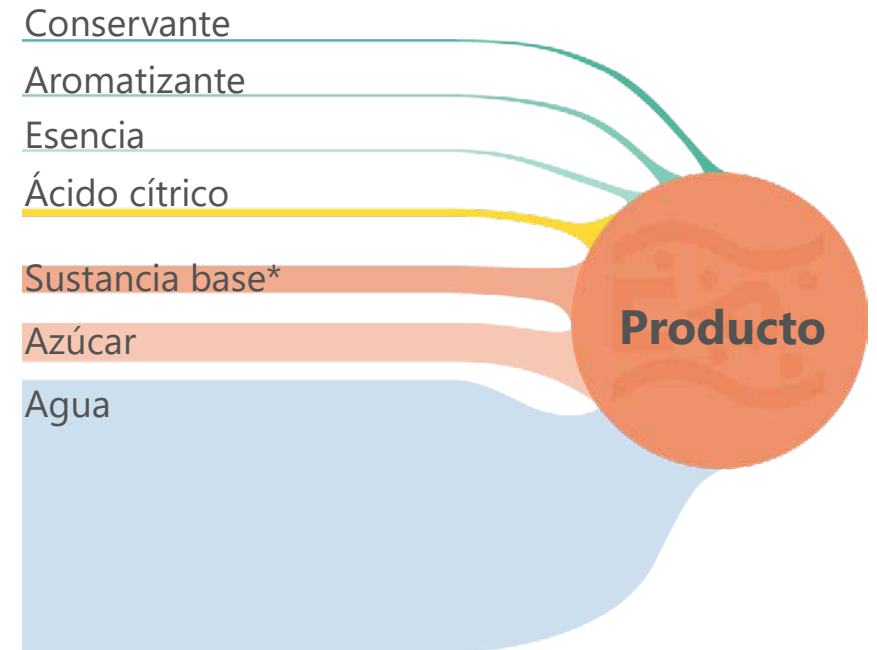 Conservante
Aromatizante
Esencia
Ácido cítrico
Sustancia base*
Azúcar
Agua
Producto